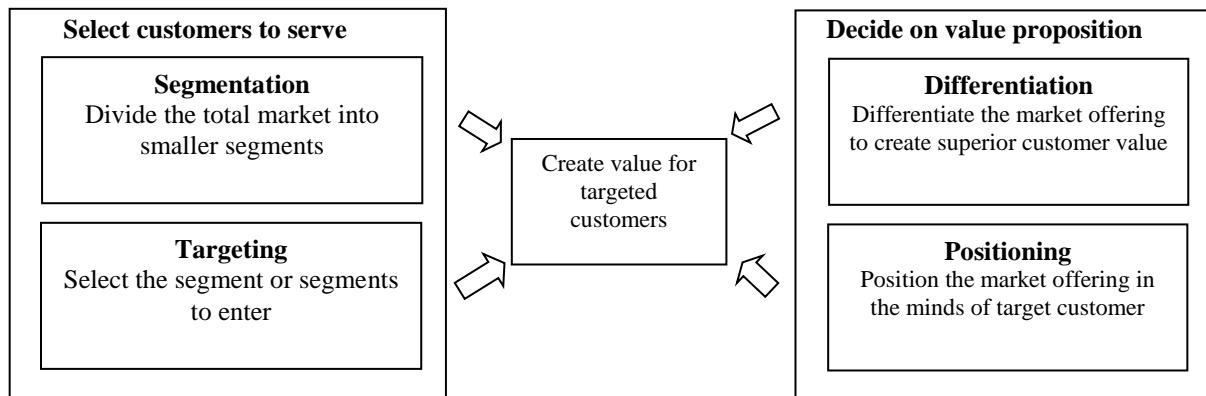 Select customers to serve
Segmentation
Divide the total market into
smaller segments
Targeting
Select the segment or segments
to enter
Create value for
targeted
customers
Decide on value proposition
Differentiation
Differentiate the market offering
to create superior customer value
Positioning
Position the market offering in
the minds of target customer